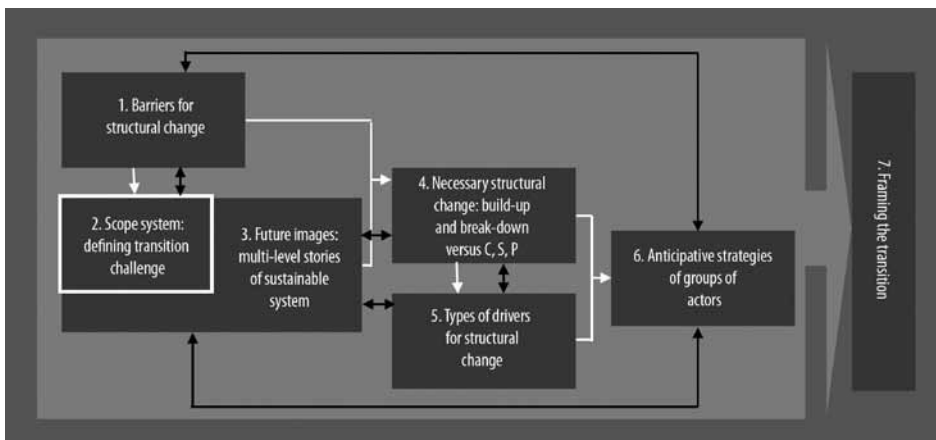 1. Barriers for
structural change
2. Scope system:
defining transition
challenge
3. Future images:
multi-level stories
of sustainable
system
4. Necessary structural
change: build-up
and break-down
versus C, S, P
5. Types of drivers
for structural
change
6. Anticipative strategies
of groups of
actors
7. Framing the transition